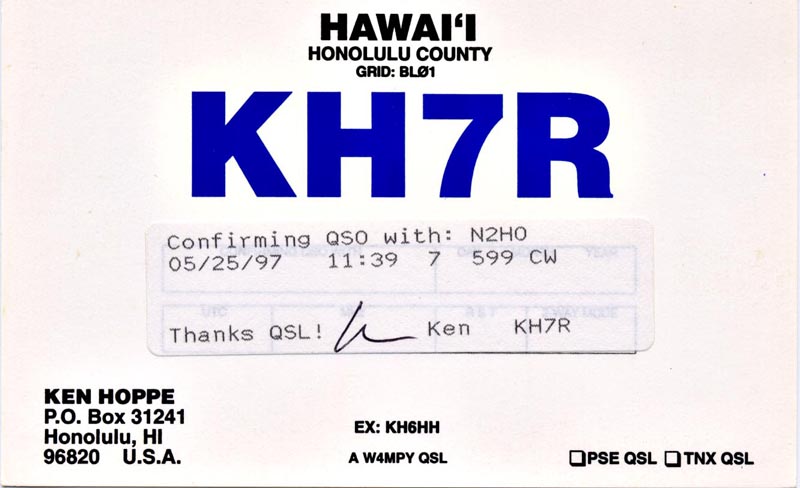 HAWAI‘I
HONOLULU COUNTY
GRID: BLØ1
KH7R
Confirming QSO with: N2HO
05/25/97 11:39 7 599 CW
Thanks QSL! Ken KH7R
KEN HOPPE
P.O. Box 31241
Honolulu, HI
96820 U.S.A.
EX: KH6HH
A W4MPY QSL
PSE QSL TNX QSL